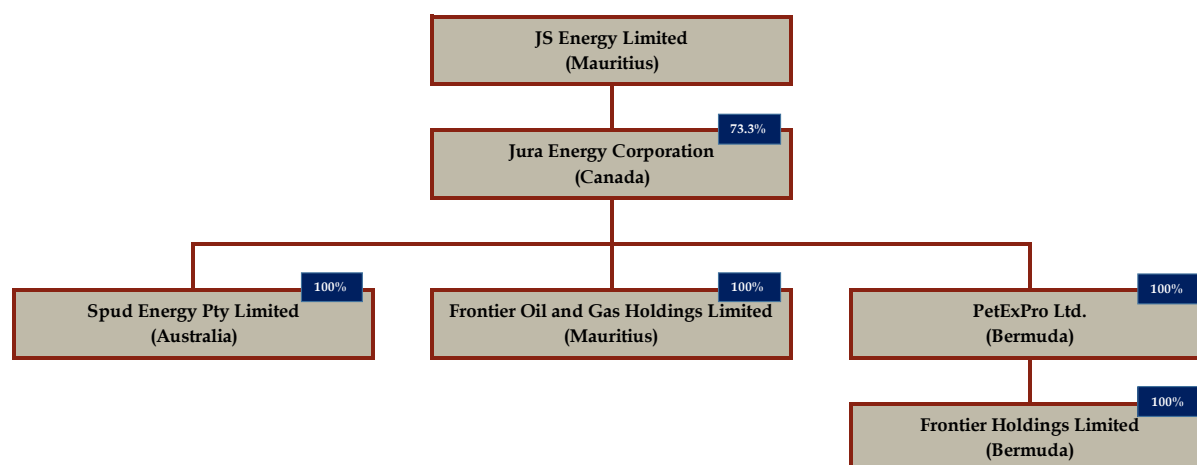 JS Energy Limited
(Mauritius)
73.3%
Jura Energy Corporation
(Canada)
100%
Spud Energy Pty Limited
(Australia)
100%
Frontier Oil and Gas Holdings Limited
(Mauritius)
100%
PetExPro Ltd.
(Bermuda)
100%
Frontier Holdings Limited
(Bermuda)